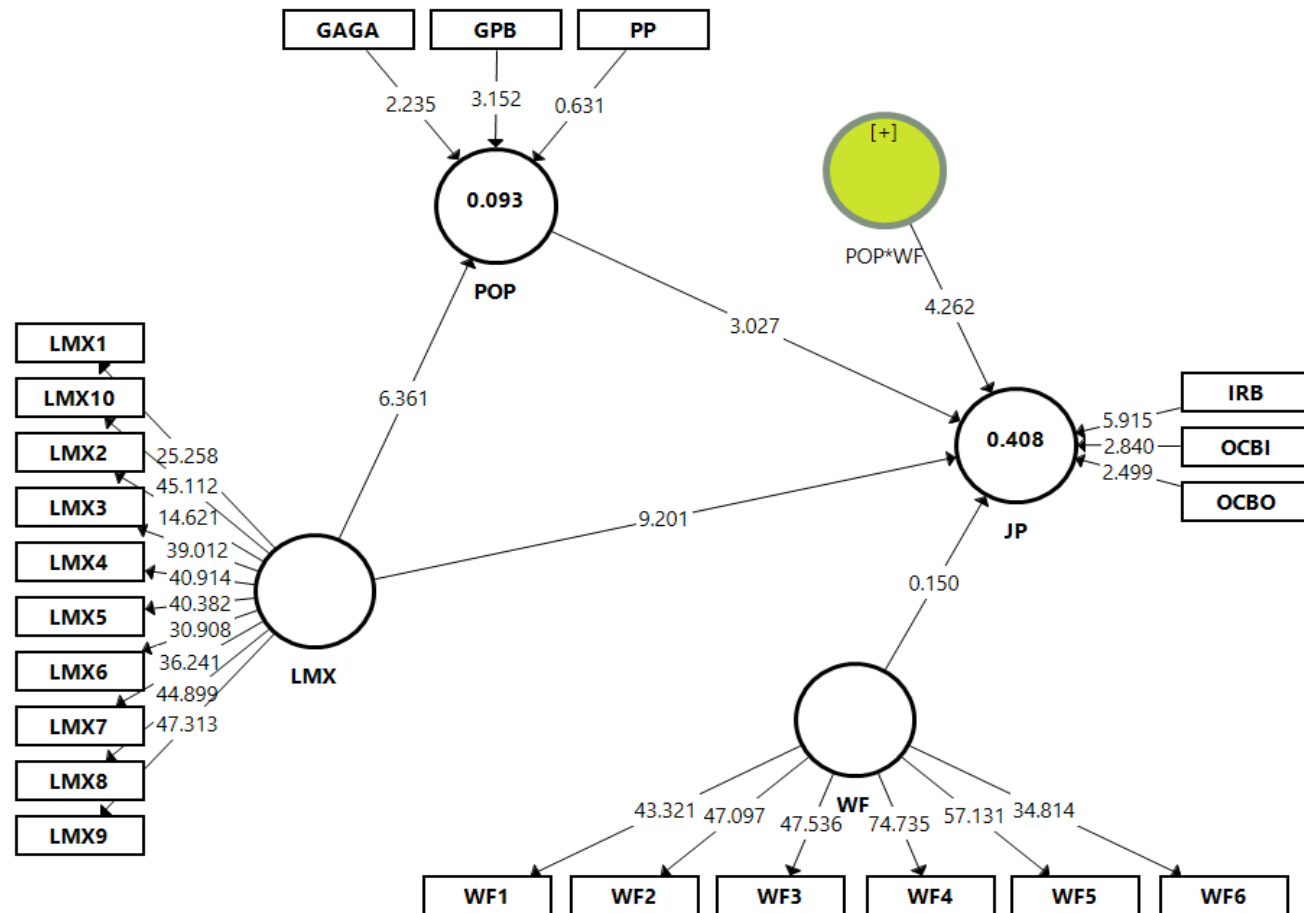 GAGA GPB PP
2.235 3.152 0.631
[+]
0.093
POP*WF
POP
4.262
3.027
LMX1
LMX10
LMX2
LMX3
LMX4
LMX5
LMX6
LMX7
LMX8
LMX9
6.361
25.258
45.112
14.621
39.012
40.914
40.382
30.908
36.241
44.899
47.313
LMX
9.201
0.408
JP
5.915
2.840
2.499
IRB
OCBI
OCBO
0.150
WF
43.321 47.097 47.536 74.735 57.131 34.814
WF1 WF2 WF3 WF4 WF5 WF6